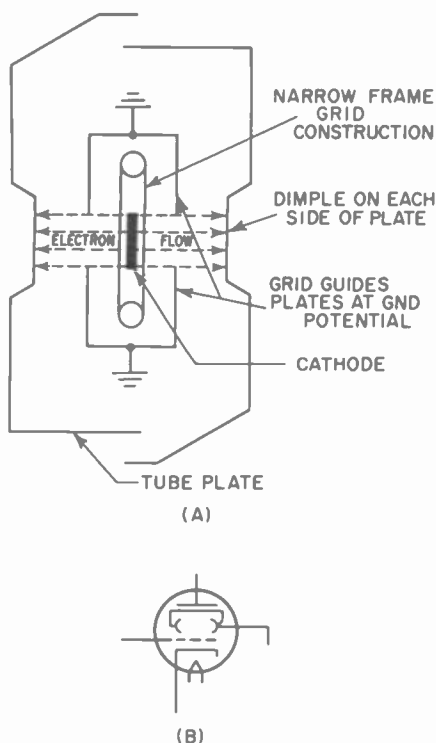 NARROW FRAME
GRID
CONSTRUCTION
DIMPLE ON EACH
SIDE OF PLATE
ELECTRON FLOW
GRID GUIDES
PLATES AT GND
POTENTIAL
CATHODE
TUBE PLATE
(A)
(B)